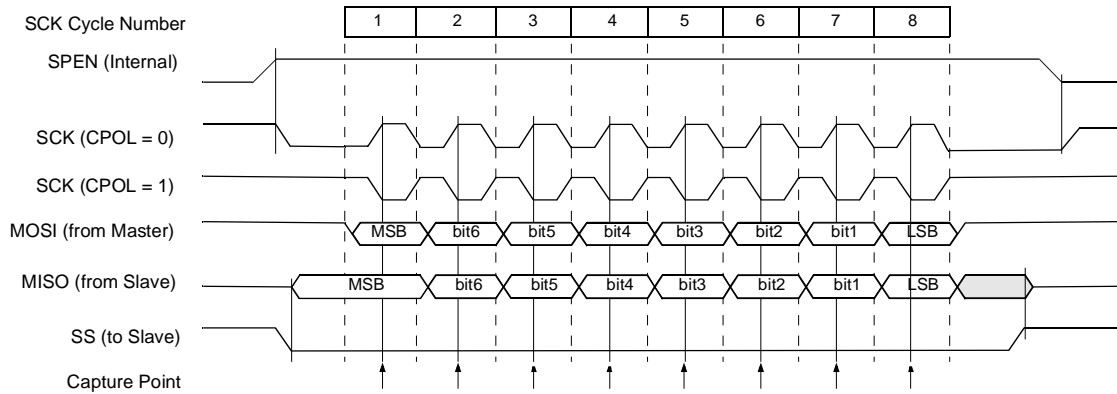 SCK Cycle Number 1 2 3 4 5 6 7 8
SPEN (Internal)
SCK (CPOL = 0)
SCK (CPOL = 1)
MOSI (from Master) MSB bit6 bit5 bit4 bit3 bit2 bit1 LSB
MISO (from Slave) MSB bit6 bit5 bit4 bit3 bit2 bit1 LSB
SS (to Slave)
Capture Point